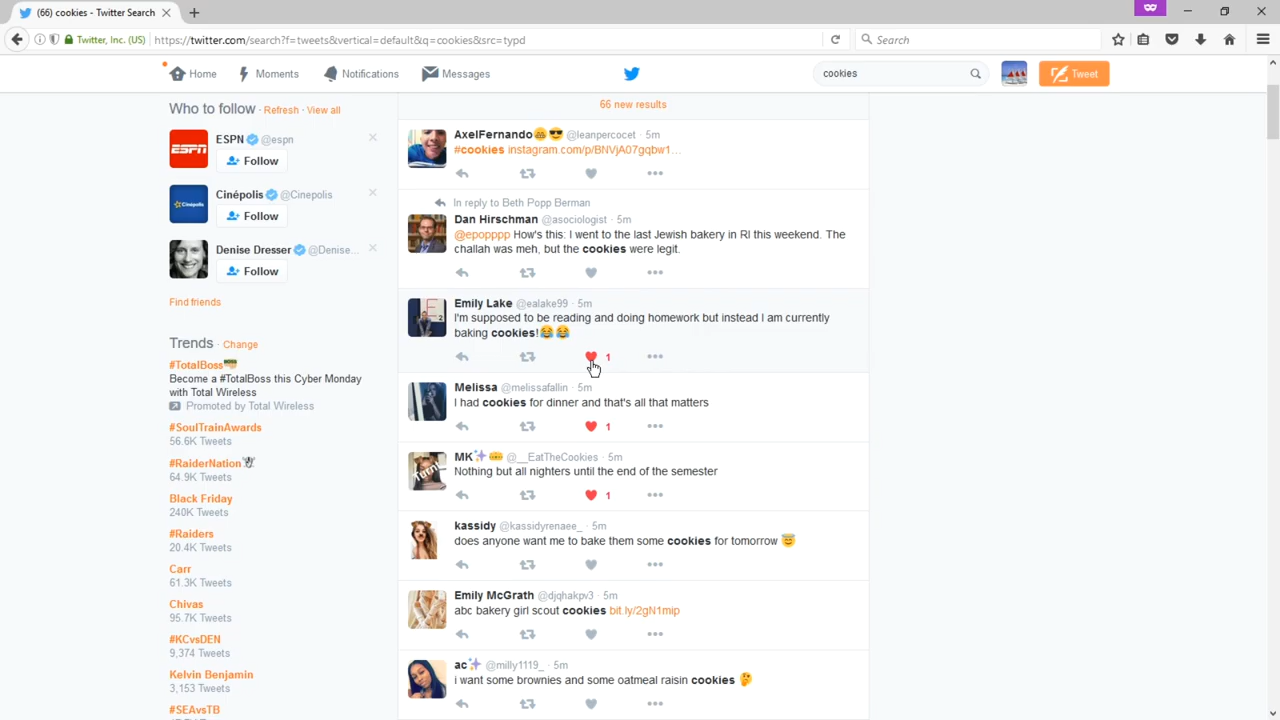 (66) cookies - Twitter Search
Twitter, Inc. (US)
https://twitter.com/search?f=tweets&vertical=default&q=cookies&src=typd
Search
Home
Moments
Notifications
Messages
cookies
Tweet
Who to follow · Refresh · View all
ESPN
ESPN @espn
Follow
Cinépolis
Cinépolis @Cinepolis
Follow
Denise Dresser @Denise...
Follow
Find friends
Trends · Change
#TotalBoss
Become a #TotalBoss this Cyber Monday
with Total Wireless
Promoted by Total Wireless
#SoulTrainAwards
56.6K Tweets
#RaiderNation
64.9K Tweets
Black Friday
240K Tweets
#Raiders
20.4K Tweets
Carr
61.3K Tweets
Chivas
95.7K Tweets
#KCvsDEN
9,374 Tweets
Kelvin Benjamin
3,153 Tweets
#SEAvsTB
66 new results
AxelFernando😁😎 @leanpercocet · 5m
#cookies instagram.com/p/BNVjA07gqbw1...
In reply to Beth Popp Berman
Dan Hirschman @asociologist · 5m
@epopppp How's this: I went to the last Jewish bakery in RI this weekend. The
challah was meh, but the cookies were legit.
Emily Lake @ealake99 · 5m
I'm supposed to be reading and doing homework but instead I am currently
baking cookies!😂😂
1
Melissa @melissafallin · 5m
I had cookies for dinner and that's all that matters
1
MK✨ @__EatTheCookies · 5m
Nothing but all nighters until the end of the semester
1
kassidy @kassidyrenaee_ · 5m
does anyone want me to bake them some cookies for tomorrow 😇
Emily McGrath @djqhakpv3 · 5m
abc bakery girl scout cookies bit.ly/2gN1mip
ac✨ @milly1119_ · 5m
i want some brownies and some oatmeal raisin cookies 🤔